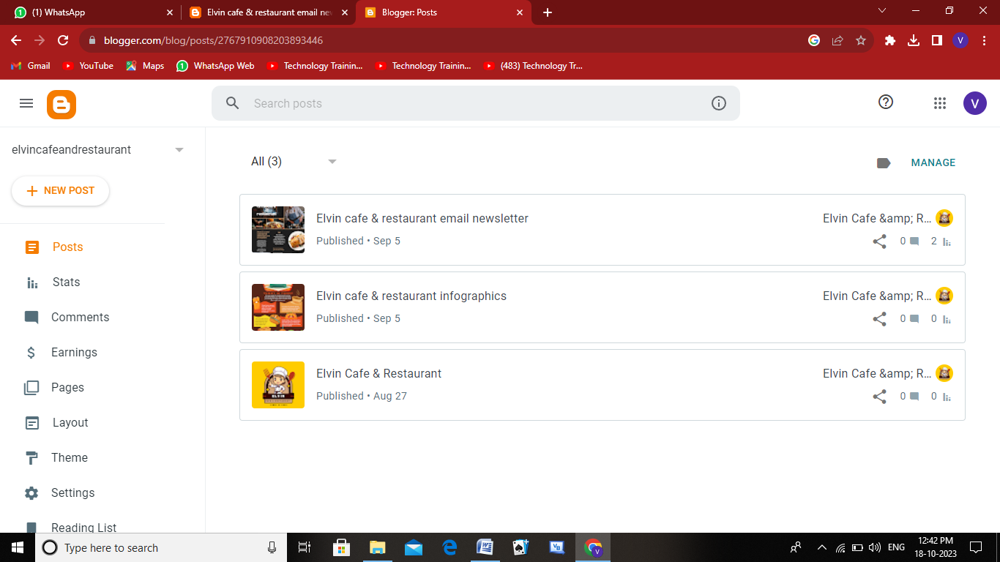 (1) WhatsApp
Elvin cafe & restaurant email ne
Blogger: Posts
blogger.com/blog/posts/2767910908203893446
V
Gmail
YouTube
Maps
WhatsApp Web
Technology Trainin...
Technology Trainin...
(483) Technology Tr...
Search posts
V
elvincafeandrestaurant
All (3)
MANAGE
NEW POST
Elvin cafe & restaurant email newsletter
Elvin Cafe &amp; R...
Published • Sep 5
0
2
Elvin cafe & restaurant infographics
Elvin Cafe &amp; R...
Published • Sep 5
0
0
ELVIN
Elvin Cafe & Restaurant
Elvin Cafe &amp; R...
Published • Aug 27
0
0
Posts
Stats
Comments
Earnings
Pages
Layout
Theme
Settings
Reading List
Type here to search
ENG
12:42 PM
18-10-2023